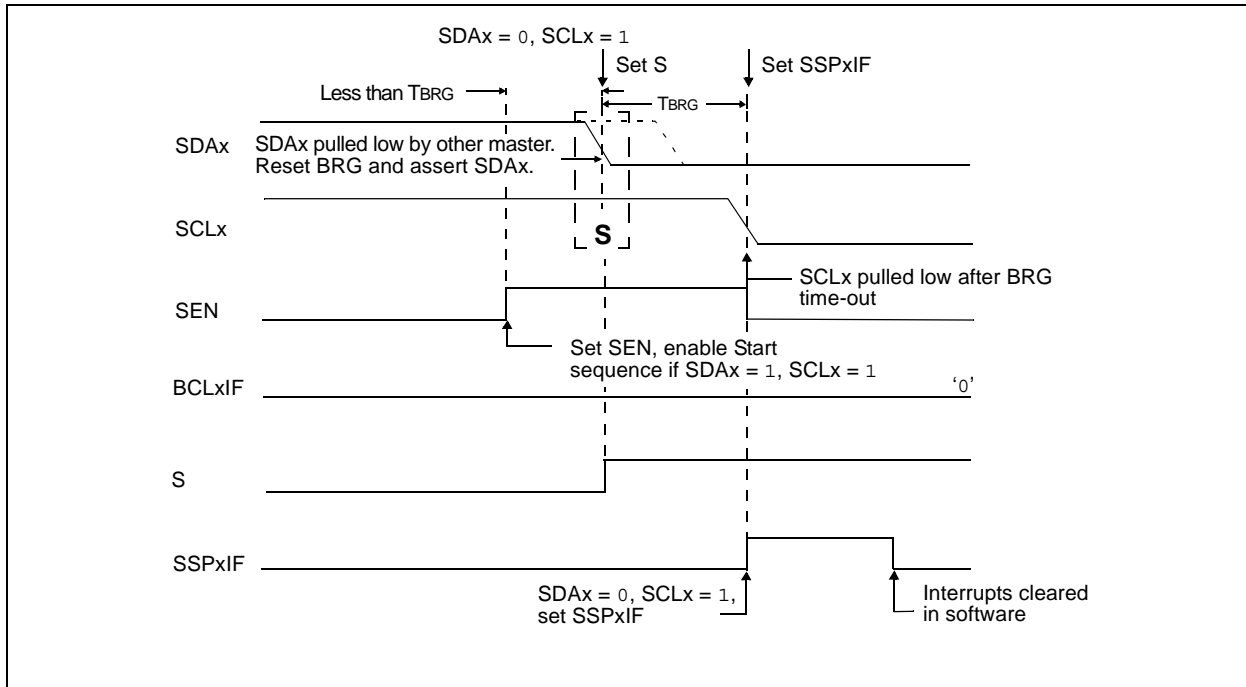 SDAx = 0, SCLx = 1
Set S
Set SSPxIF
Less than TBRG
TBRG
SDAx
SDAx pulled low by other master.
Reset BRG and assert SDAx.
SCLx
S
SCLx pulled low after BRG
time-out
SEN
Set SEN, enable Start
sequence if SDAx = 1, SCLx = 1
BCLxIF
‘0’
S
SSPxIF
SDAx = 0, SCLx = 1,
set SSPxIF
Interrupts cleared
in software